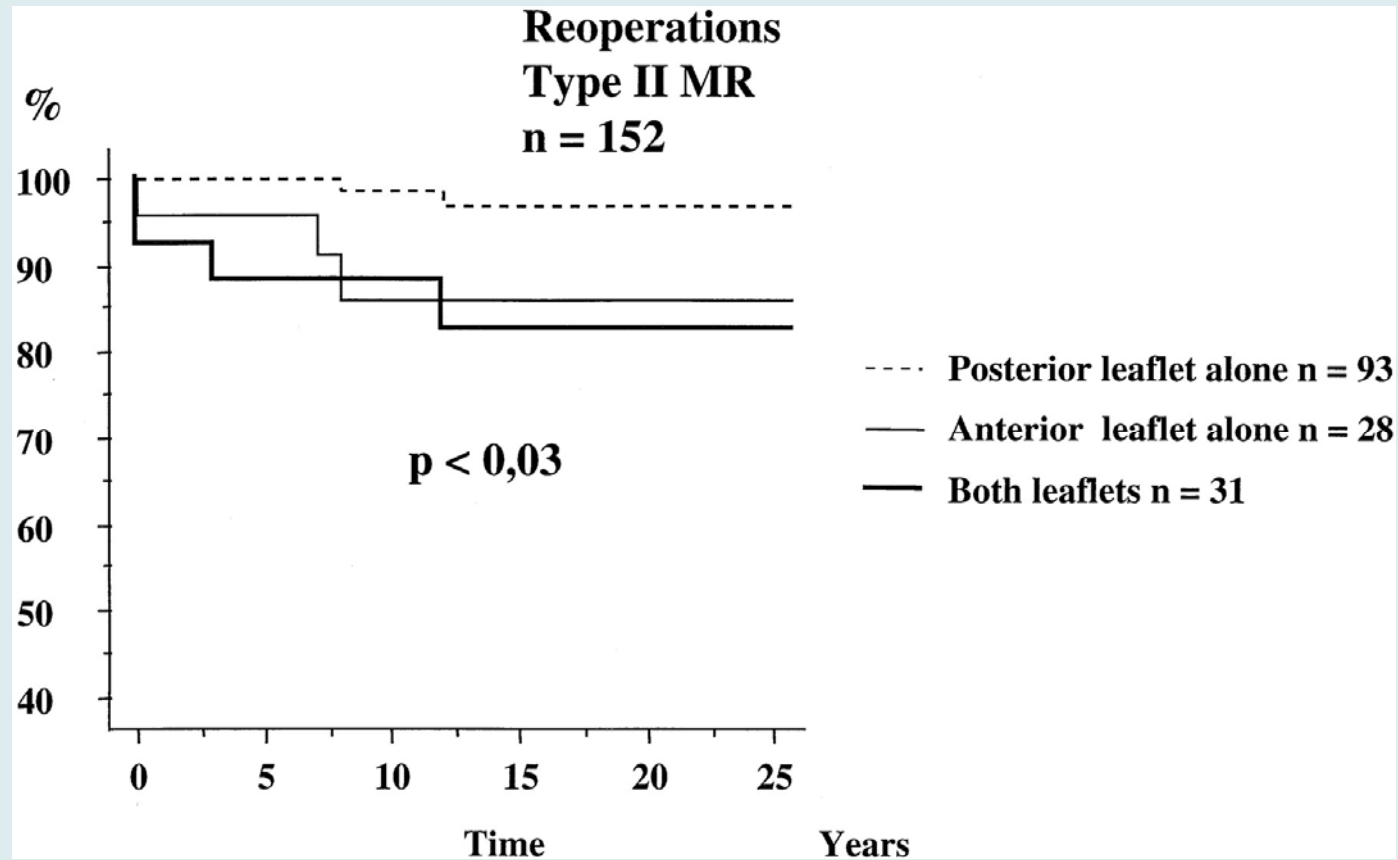 Reoperations
Type II MR
n = 152
%
100
90
80
70
60
50
40
p < 0,03
Posterior leaflet alone n = 93
Anterior leaflet alone n = 28
Both leaflets n = 31
0 5 10 15 20 25
Time Years